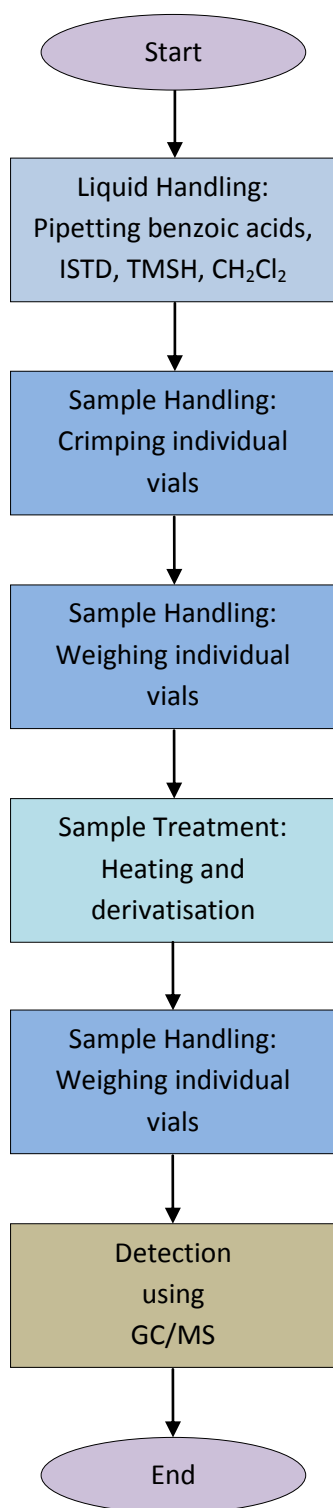 Start
Liquid Handling:
Pipetting benzoic acids,
ISTD, TMSH, CH₂Cl₂
Sample Handling:
Crimping individual
vials
Sample Handling:
Weighing individual
vials
Sample Treatment:
Heating and
derivatisation
Sample Handling:
Weighing individual
vials
Detection
using
GC/MS
End